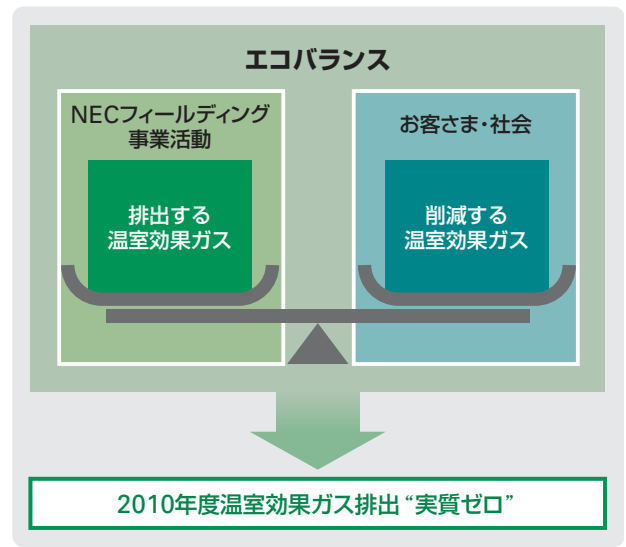 エコバランス
NECフィールディング
事業活動
排出する
温室効果ガス
お客さま・社会
削減する
温室効果ガス
2010年度温室効果ガス排出“実質ゼロ”